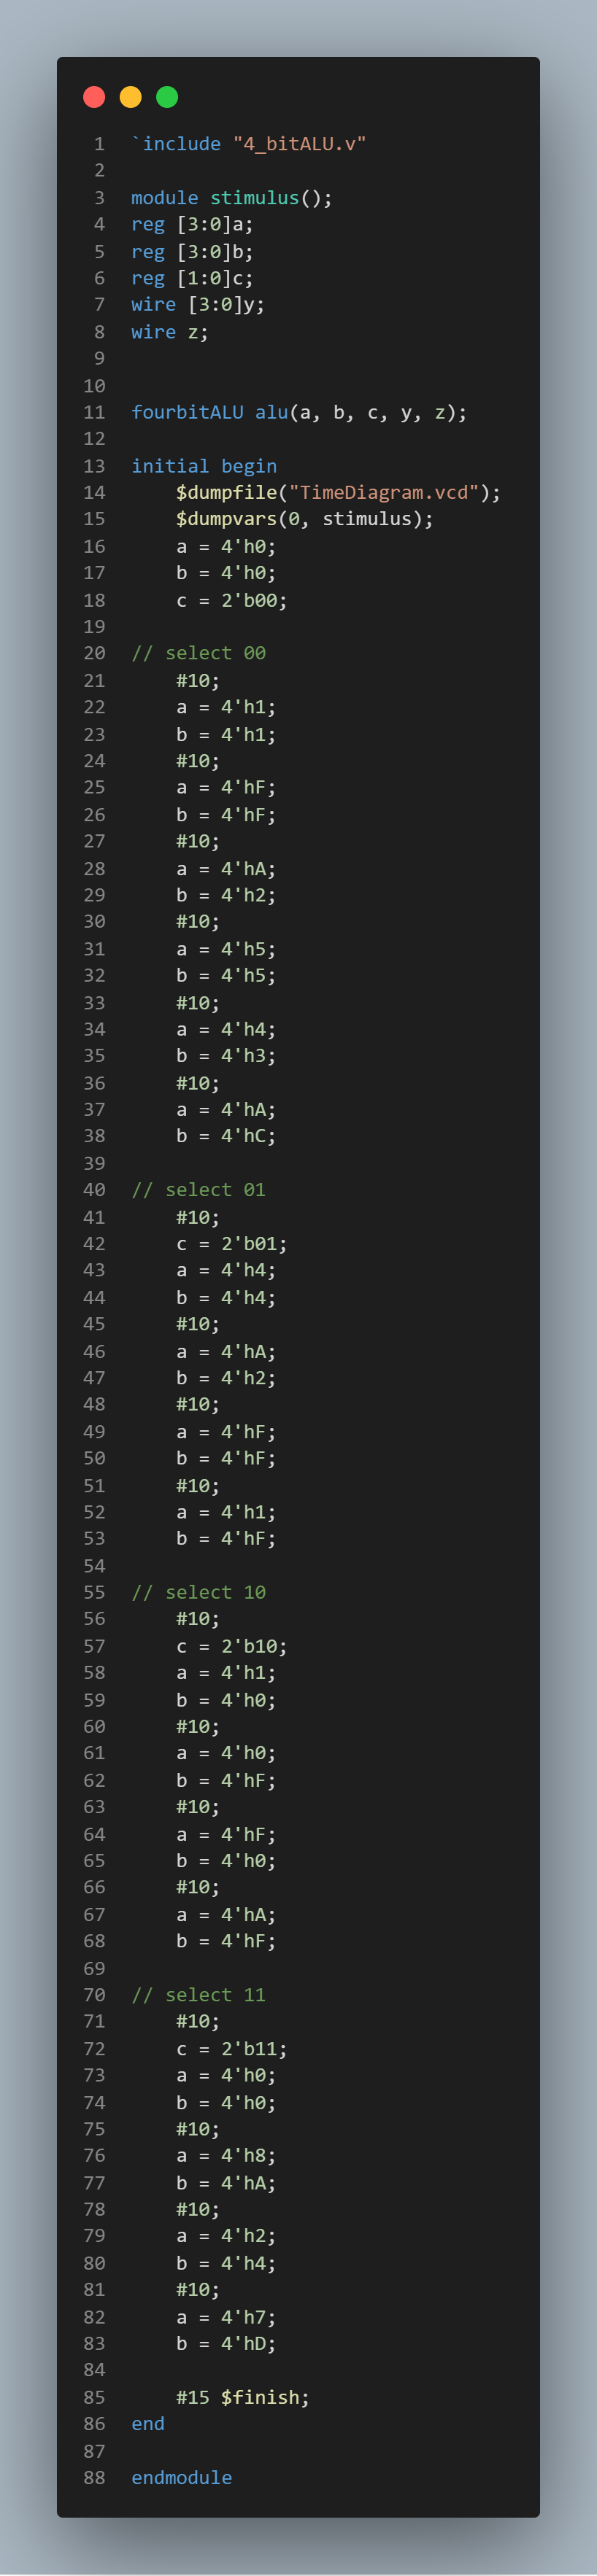 1 `include "4_bitALU.v"
2
3 module stimulus();
4 reg [3:0]a;
5 reg [3:0]b;
6 reg [1:0]c;
7 wire [3:0]y;
8 wire z;
9
10
11 fourbitALU alu(a, b, c, y, z);
12
13 initial begin
14     $dumpfile("TimeDiagram.vcd");
15     $dumpvars(0, stimulus);
16     a = 4'h0;
17     b = 4'h0;
18     c = 2'b00;
19
20 // select 00
21     #10;
22     a = 4'h1;
23     b = 4'h1;
24     #10;
25     a = 4'hF;
26     b = 4'hF;
27     #10;
28     a = 4'hA;
29     b = 4'h2;
30     #10;
31     a = 4'h5;
32     b = 4'h5;
33     #10;
34     a = 4'h4;
35     b = 4'h3;
36     #10;
37     a = 4'hA;
38     b = 4'hC;
39
40 // select 01
41     #10;
42     c = 2'b01;
43     a = 4'h4;
44     b = 4'h4;
45     #10;
46     a = 4'hA;
47     b = 4'h2;
48     #10;
49     a = 4'hF;
50     b = 4'hF;
51     #10;
52     a = 4'h1;
53     b = 4'hF;
54
55 // select 10
56     #10;
57     c = 2'b10;
58     a = 4'h1;
59     b = 4'h0;
60     #10;
61     a = 4'h0;
62     b = 4'hF;
63     #10;
64     a = 4'hF;
65     b = 4'h0;
66     #10;
67     a = 4'hA;
68     b = 4'hF;
69
70 // select 11
71     #10;
72     c = 2'b11;
73     a = 4'h0;
74     b = 4'h0;
75     #10;
76     a = 4'h8;
77     b = 4'hA;
78     #10;
79     a = 4'h2;
80     b = 4'h4;
81     #10;
82     a = 4'h7;
83     b = 4'hD;
84
85     #15 $finish;
86 end
87
88 endmodule